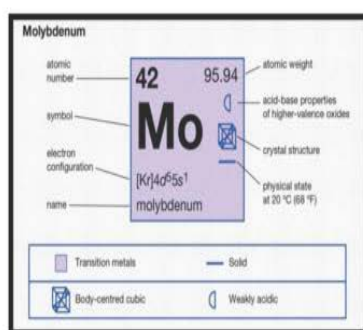 Molybdenum
atomic number
42
95.94
atomic weight
acid-base properties of higher-valence oxides
symbol
Mo
crystal structure
electron configuration
[Kr]4d⁵5s¹
physical state at 20 °C (68 °F)
name
molybdenum
Transition metals
Solid
Body-centred cubic
Weakly acidic